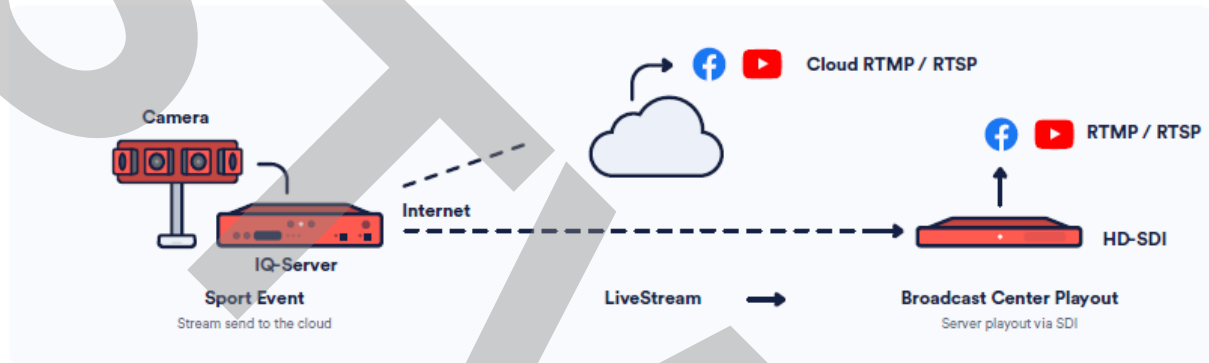 Cloud RTMP / RTSP
Camera
RTMP / RTSP
Internet
HD-SDI
IQ-Server
Sport Event
LiveStream
Broadcast Center Playout
Stream send to the cloud
Server playout via SDI